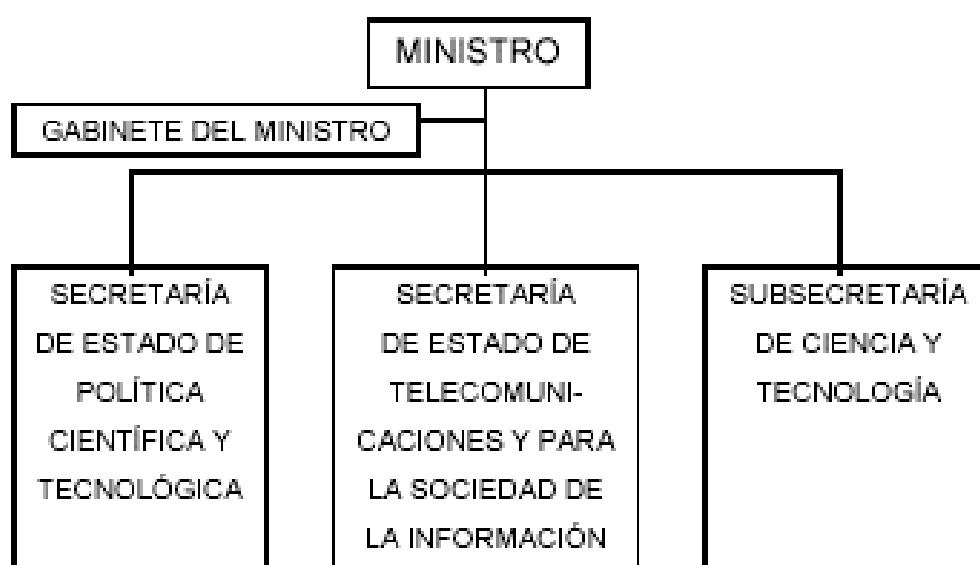 MINISTRO
GABINETE DEL MINISTRO
SECRETARÍA
DE ESTADO DE
POLÍTICA
CIENTÍFICA Y
TECNOLÓGICA
SECRETARÍA
DE ESTADO DE
TELECOMUNI-
CACIONES Y PARA
LA SOCIEDAD DE
LA INFORMACIÓN
SUBSECRETARÍA
DE CIENCIA Y
TECNOLOGÍA